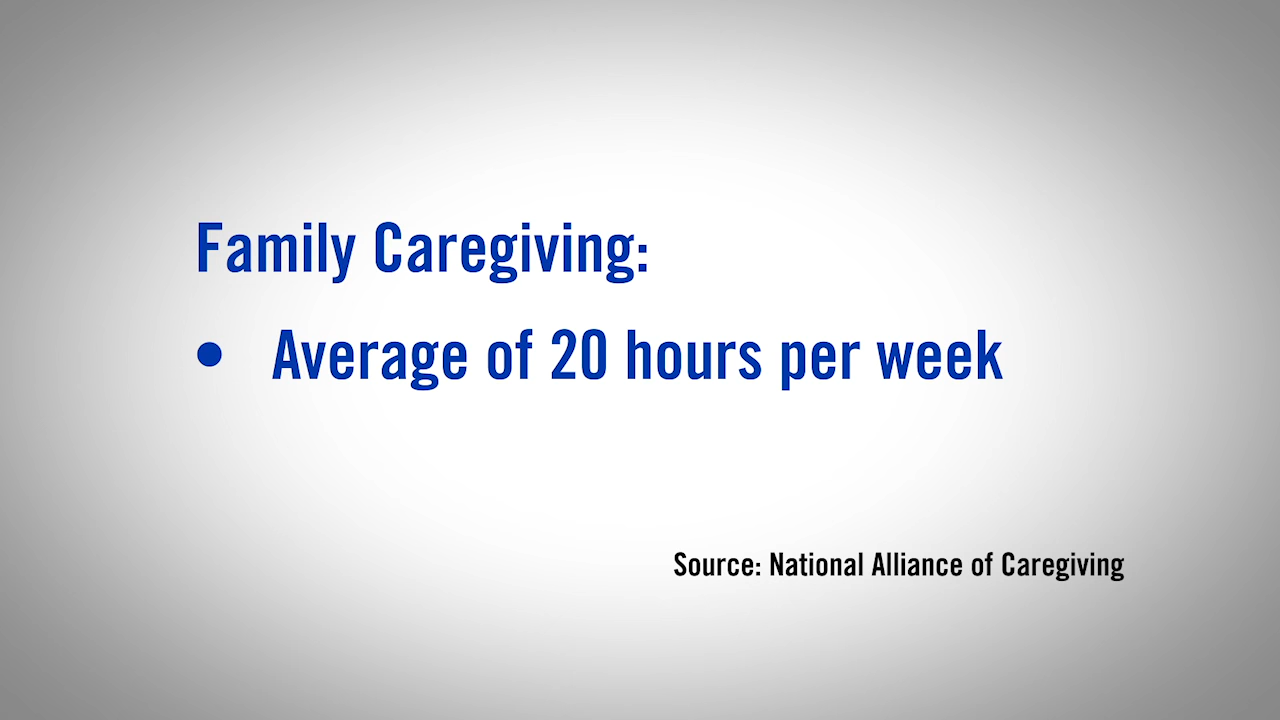 Family Caregiving:
• Average of 20 hours per week
Source: National Alliance of Caregiving